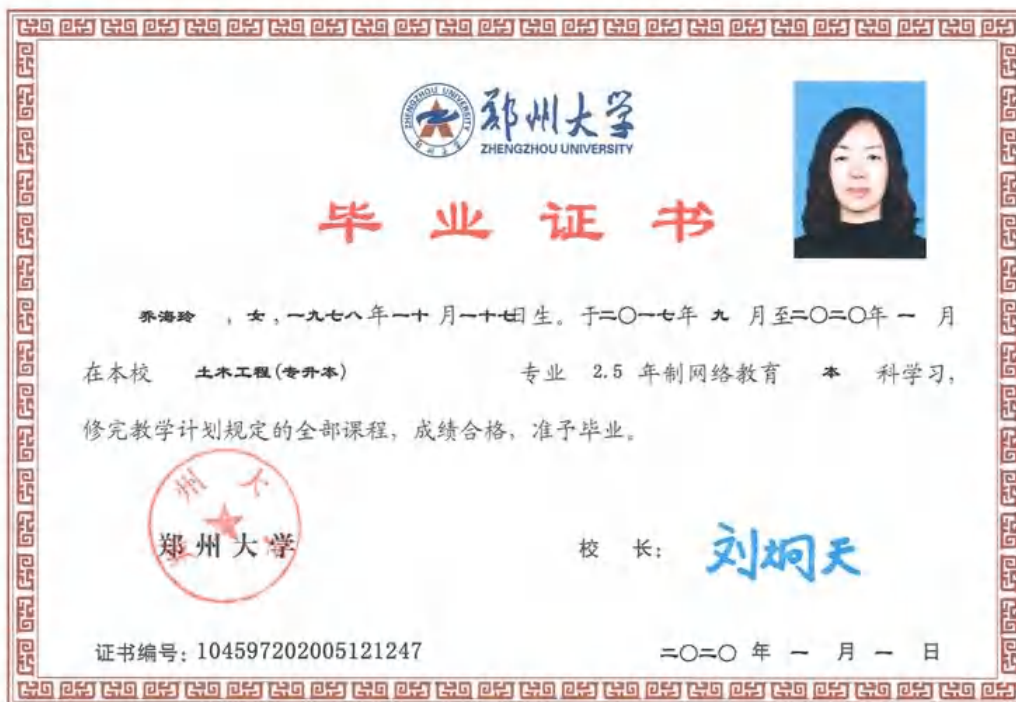 郑州大学
ZHENGZHOU UNIVERSITY
毕业证书
乔海玲 ，女，一九七八年一十月一十七日生。于二〇一七年 九 月至二〇二〇年 一 月
在本校 土木工程(专升本) 专业 2.5 年制网络教育 本 科学习，
修完教学计划规定的全部课程，成绩合格，准予毕业。
郑州大学
校 长： 刘炯天
证书编号：104597202005121247
二〇二〇 年 一 月 一 日